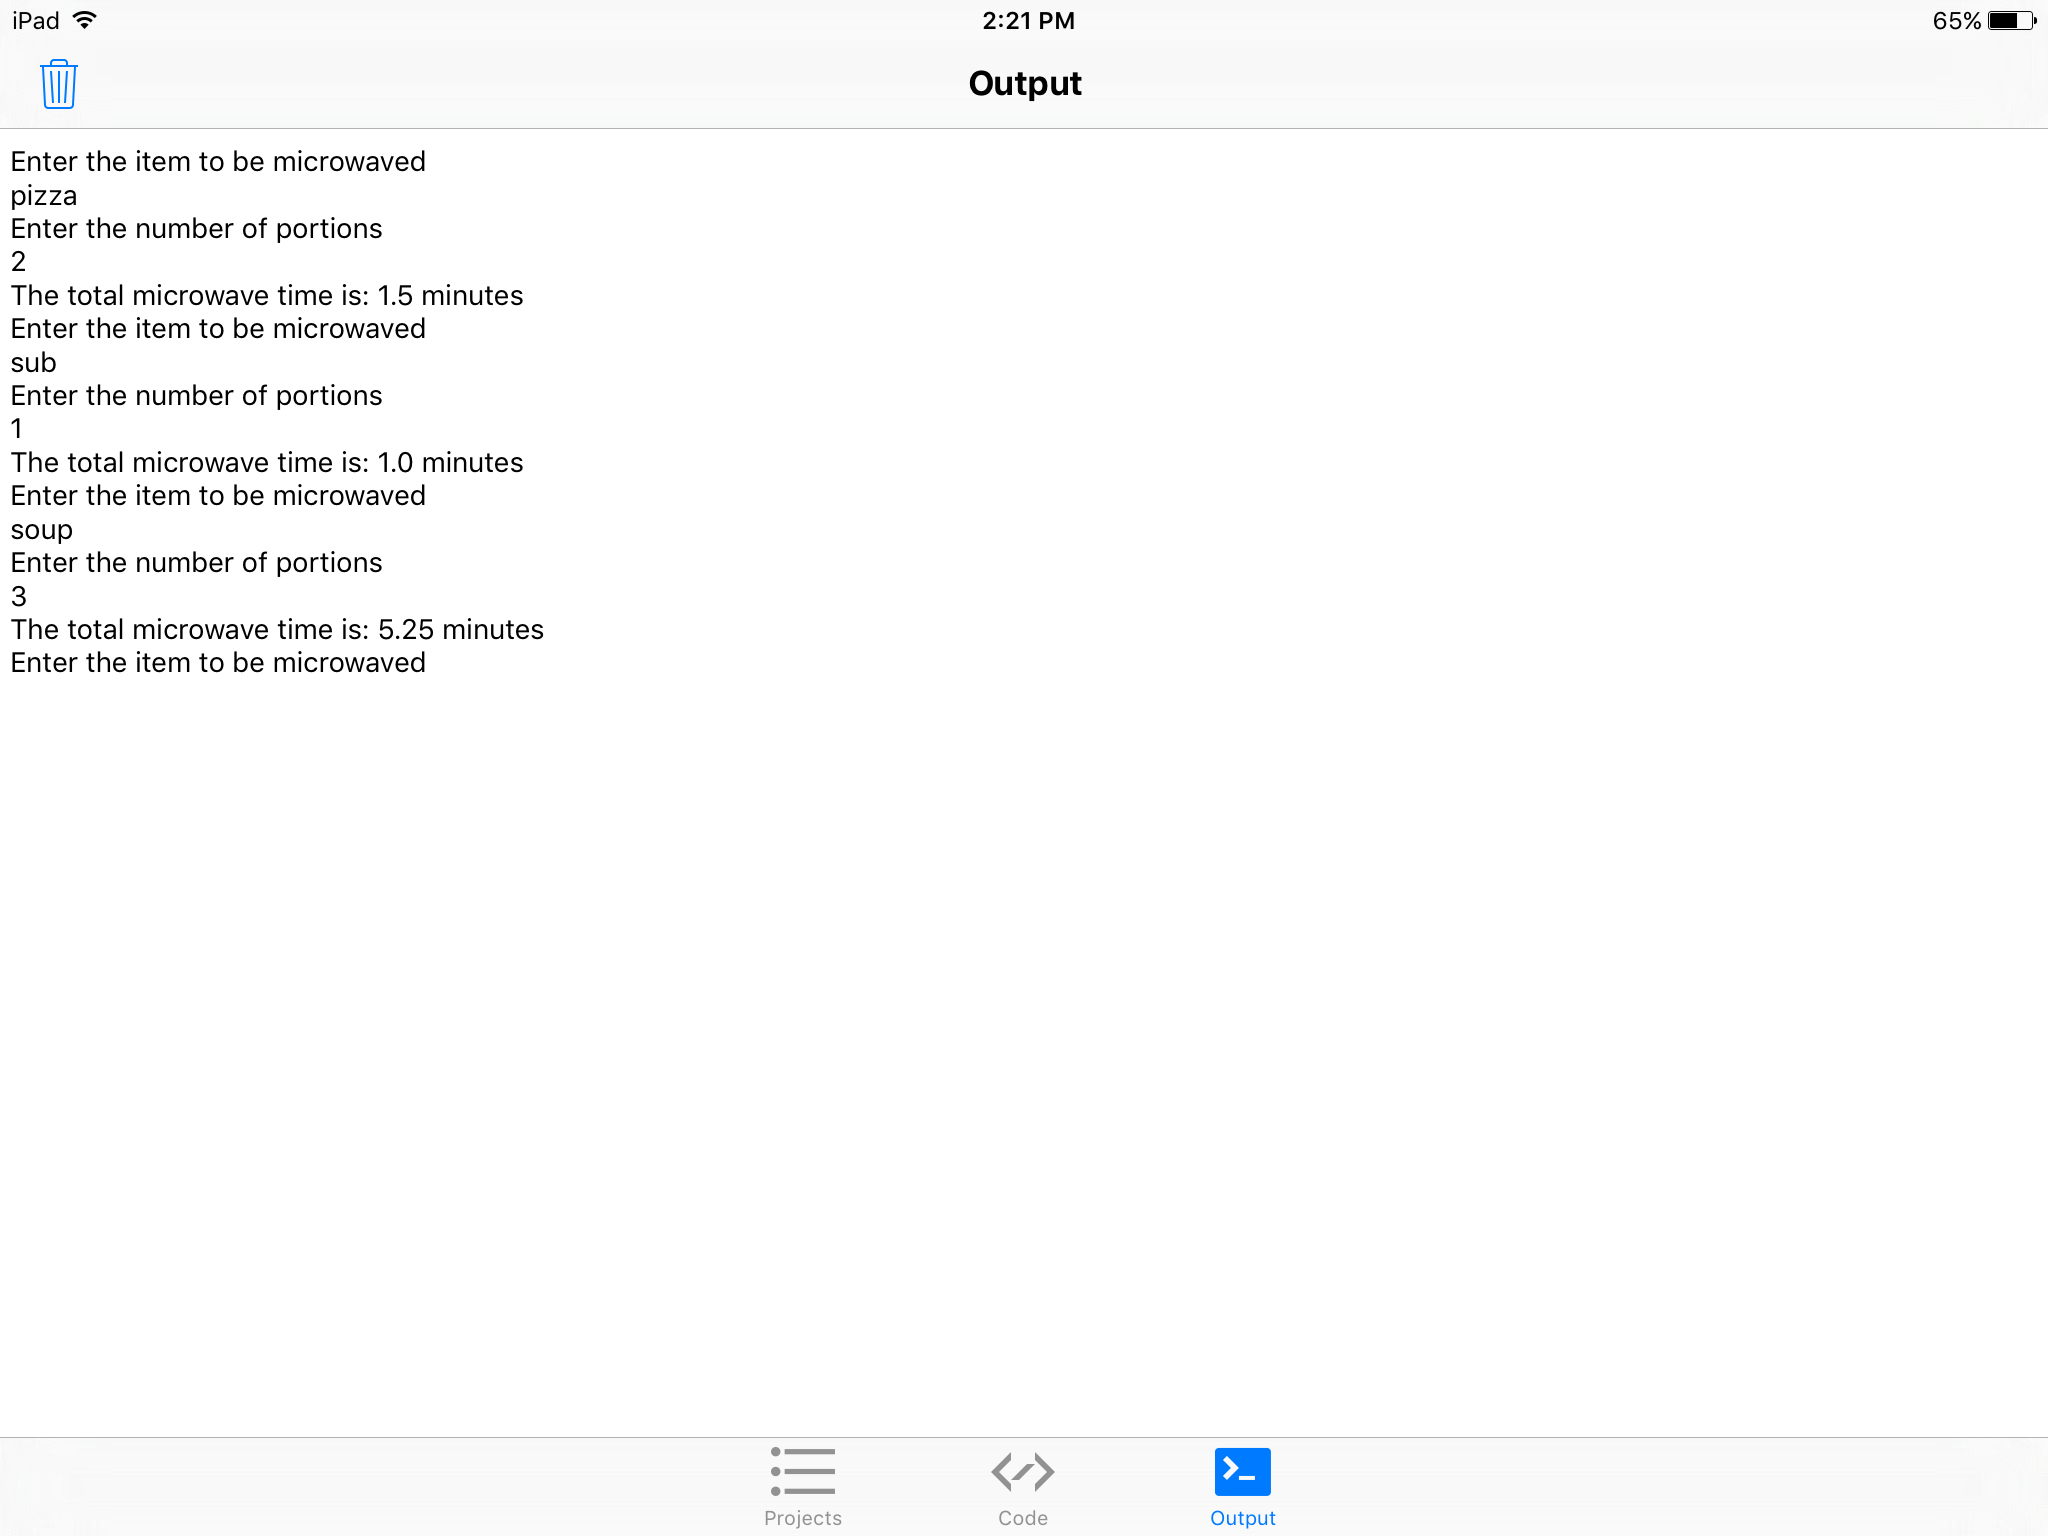 iPad 2:21 PM 65%
Output
Enter the item to be microwaved
pizza
Enter the number of portions
2
The total microwave time is: 1.5 minutes
Enter the item to be microwaved
sub
Enter the number of portions
1
The total microwave time is: 1.0 minutes
Enter the item to be microwaved
soup
Enter the number of portions
3
The total microwave time is: 5.25 minutes
Enter the item to be microwaved
Projects Code Output